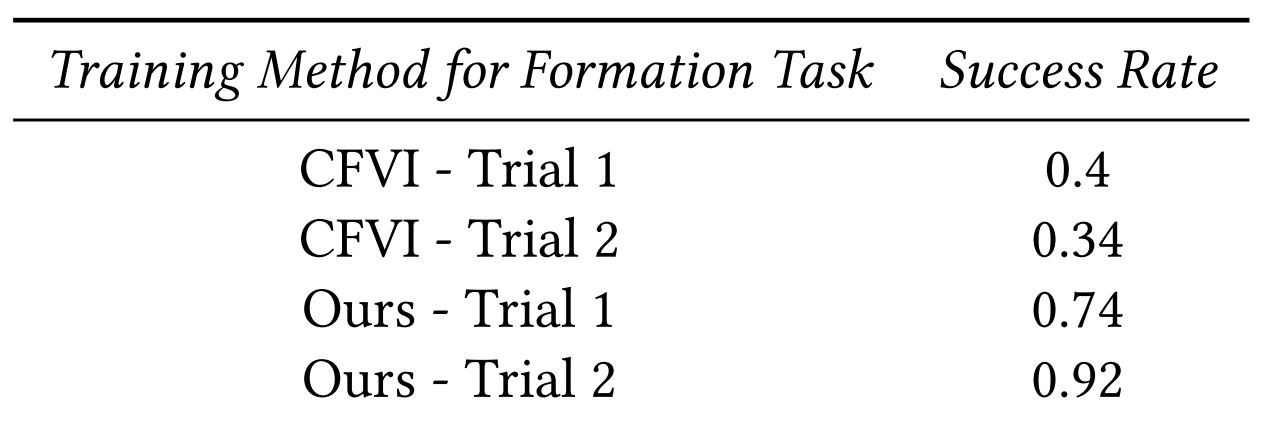 Training Method for Formation Task Success Rate
CFVI - Trial 1 0.4
CFVI - Trial 2 0.34
Ours - Trial 1 0.74
Ours - Trial 2 0.92